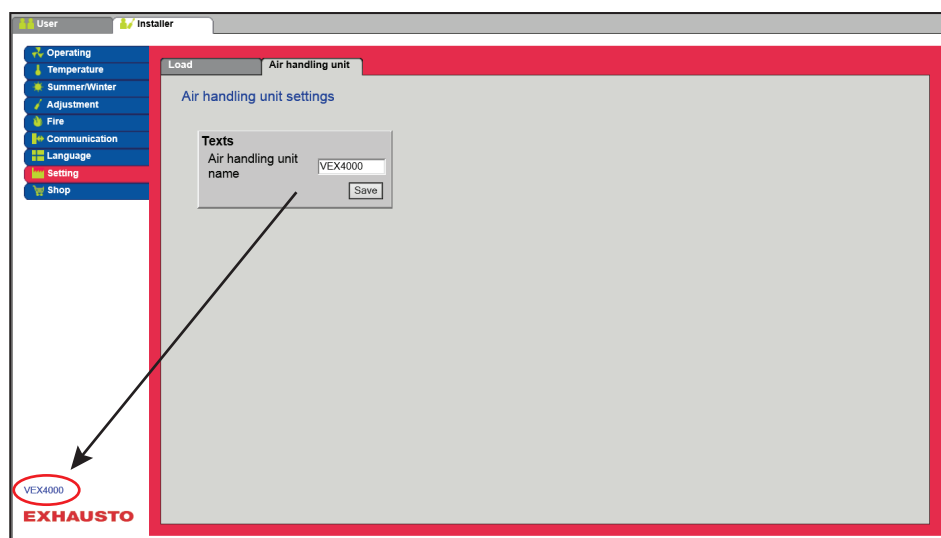 User
Installer
Operating
Temperature
Summer/Winter
Adjustment
Fire
Communication
Language
Setting
Shop
Load
Air handling unit
Air handling unit settings
Texts
Air handling unit
name
VEX4000
Save
VEX4000
EXHAUSTO